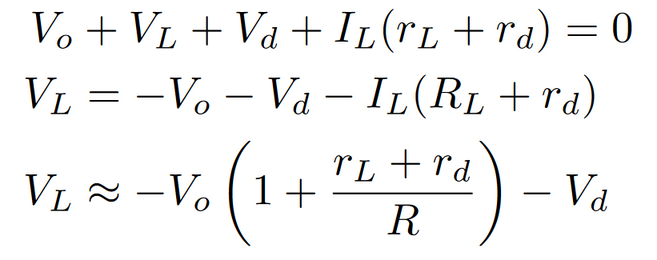 V_o + V_L + V_d + I_L(r_L + r_d) = 0
V_L = −V_o − V_d − I_L(R_L + r_d)
V_L ≈ −V_o (1 + (r_L + r_d)/R) − V_d